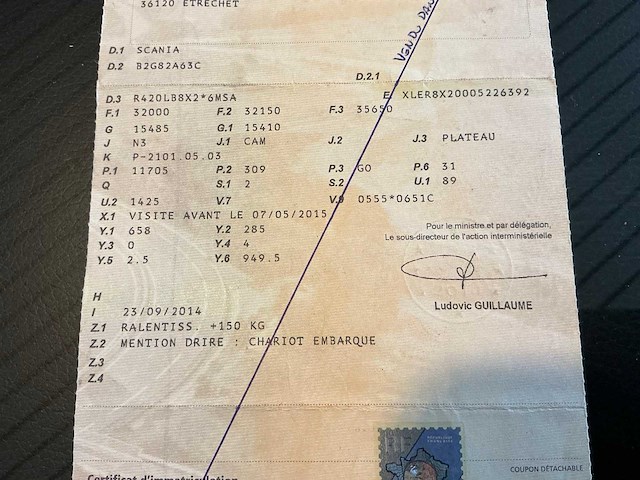 36120 ETRECHET
VENDU
D.1 SCANIA
D.2 B2G82A63C
D.2.1
D.3 R420LB8X2*6MSA E XLER8X20005226392
F.1 32000 F.2 32150 F.3 35650
G 15485 G.1 15410
J N3 J.1 CAM J.2 J.3 PLATEAU
K P-2101.05.03
P.1 11705 P.2 309 P.3 GO P.6 31
Q S.1 2 S.2 U.1 89
U.2 1425 V.7 V.9 0555*0651C
X.1 VISITE AVANT LE 07/05/2015
Y.1 658 Y.2 285
Y.3 0 Y.4 4
Y.5 2.5 Y.6 949.5
Pour le ministre et par délégation,
Le sous-directeur de l'action interministérielle
Ludovic GUILLAUME
H
I 23/09/2014
Z.1 RALENTISS. +150 KG
Z.2 MENTION DRIRE : CHARIOT EMBARQUE
Z.3
Z.4
COUPON DÉTACHABLE
Certificat d'immatriculation